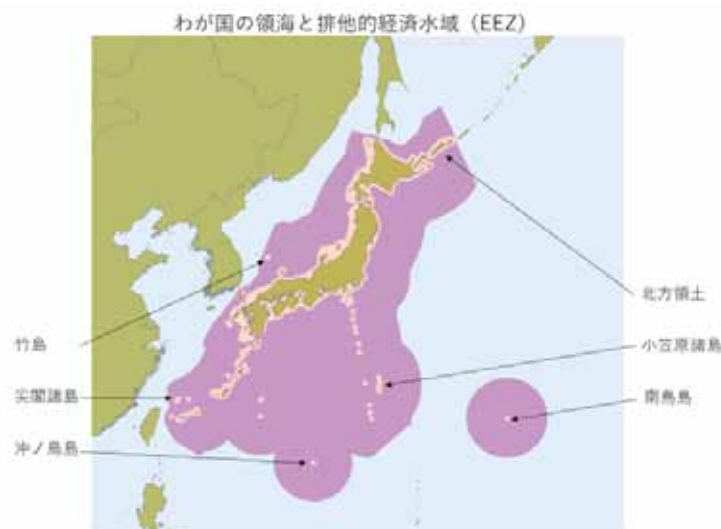 わが国の領海と排他的経済水域（EEZ）
北方領土
竹島
小笠原諸島
尖閣諸島
南鳥島
沖ノ鳥島